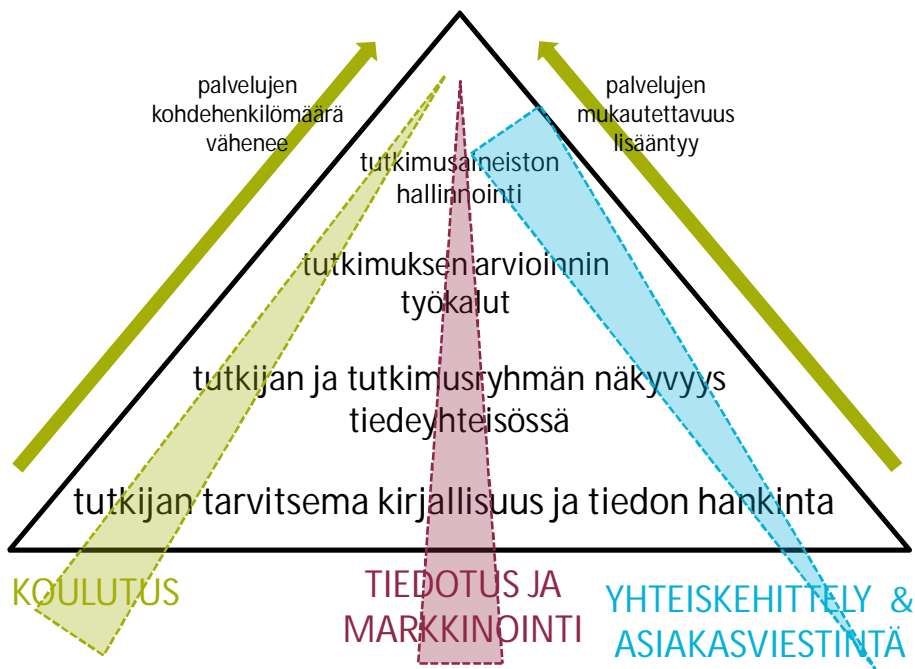 palvelujen
kohdehenkilömäärä
vähenee
palvelujen
mukautettavuus
lisääntyy
tutkimusaineiston
hallinnointi
tutkimuksen arvioinnin
työkalut
tutkijan ja tutkimusryhmän näkyvyys
tiedeyhteisössä
tutkijan tarvitsema kirjallisuus ja tiedon hankinta
KOULUTUS
TIEDOTUS JA
MARKKINOINTI
YHTEISKEHITTELY &
ASIAKASVIESTINTÄ